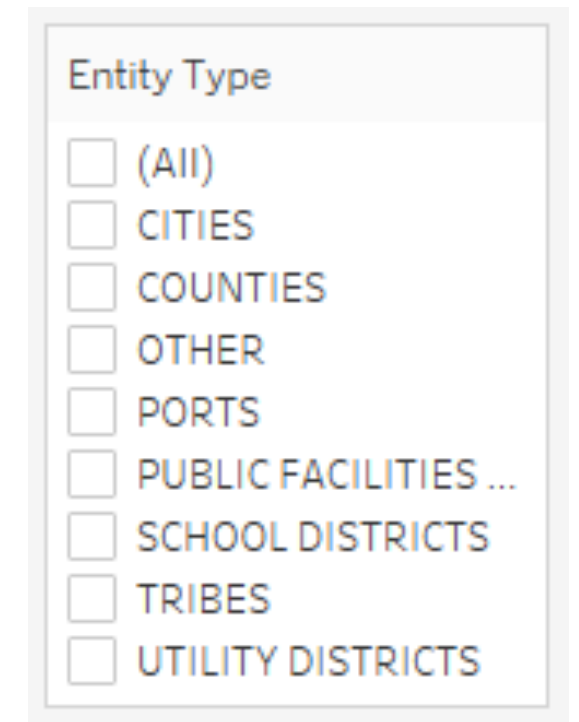 Entity Type
(All)
CITIES
COUNTIES
OTHER
PORTS
PUBLIC FACILITIES ...
SCHOOL DISTRICTS
TRIBES
UTILITY DISTRICTS